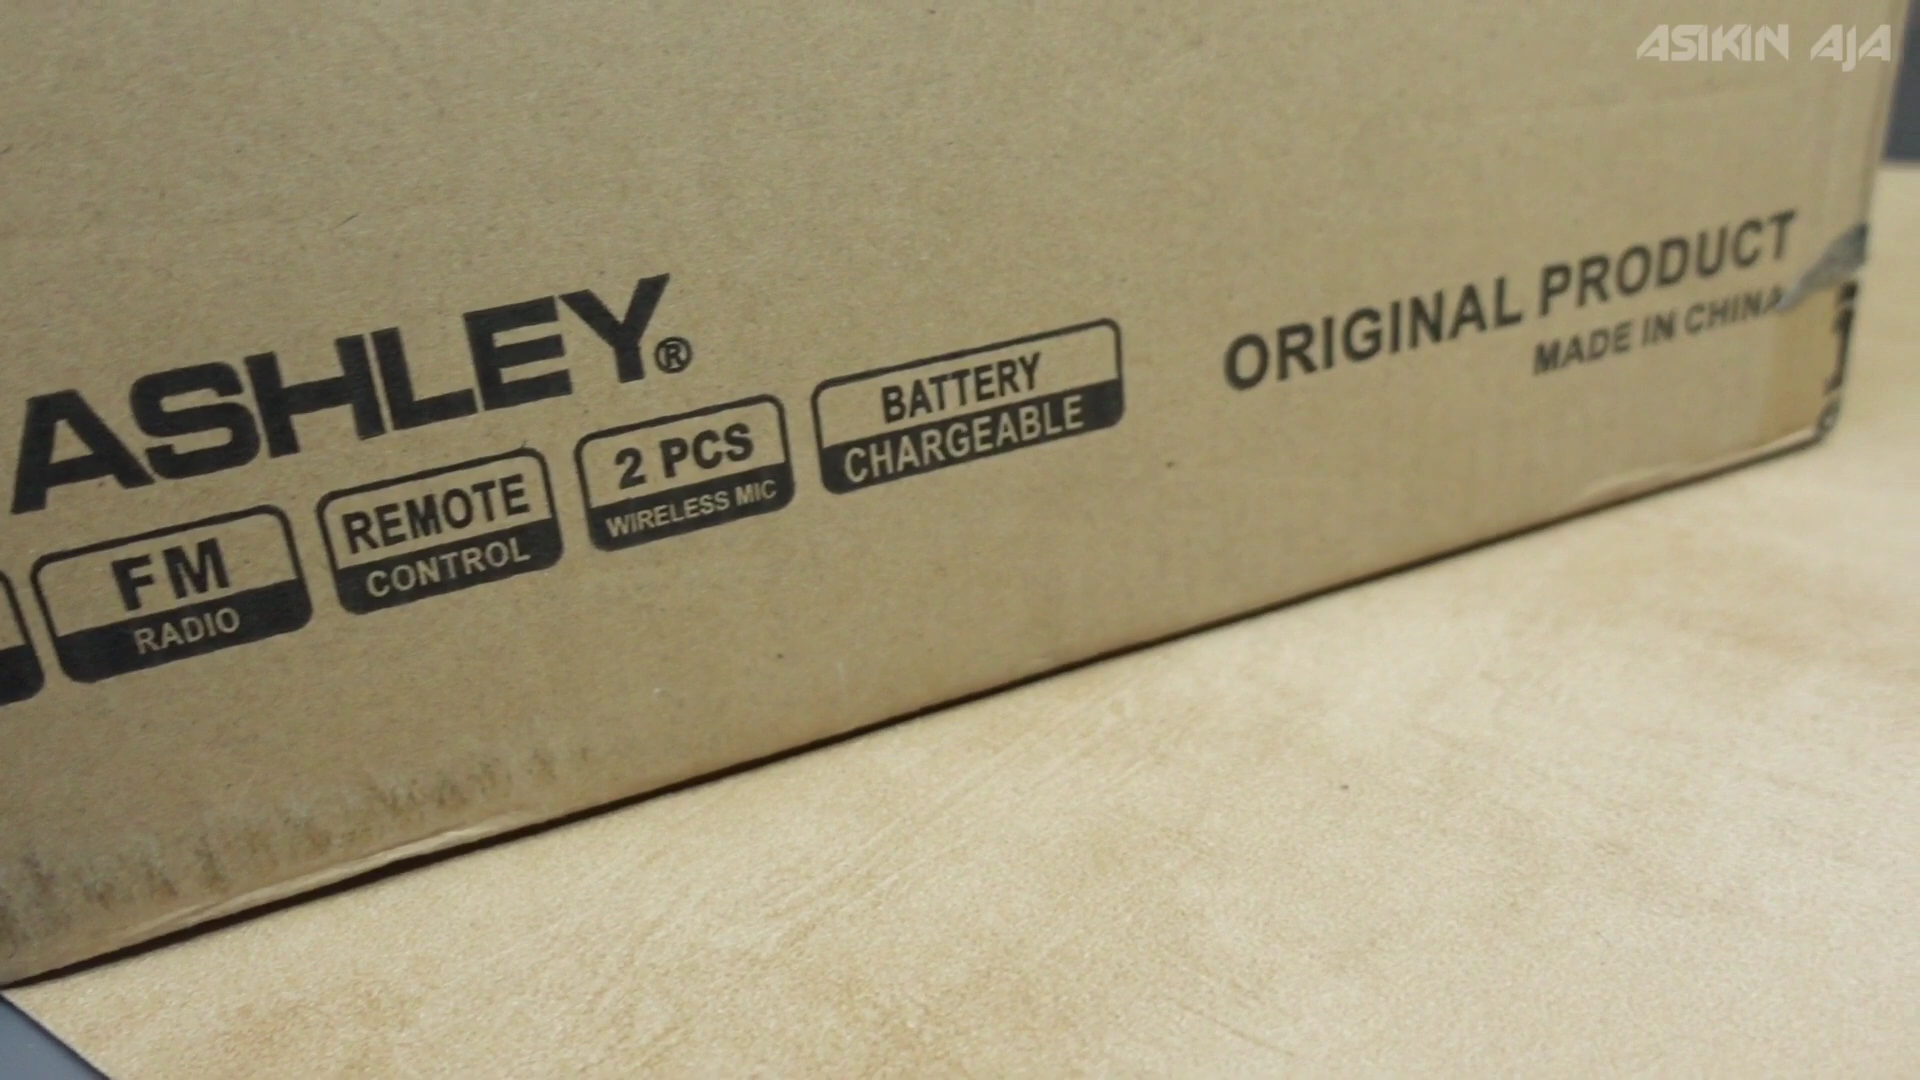 ASIKIN AJA
ASHLEY®
FM
RADIO
REMOTE
CONTROL
2 PCS
WIRELESS MIC
BATTERY
CHARGEABLE
ORIGINAL PRODUCT
MADE IN CHINA